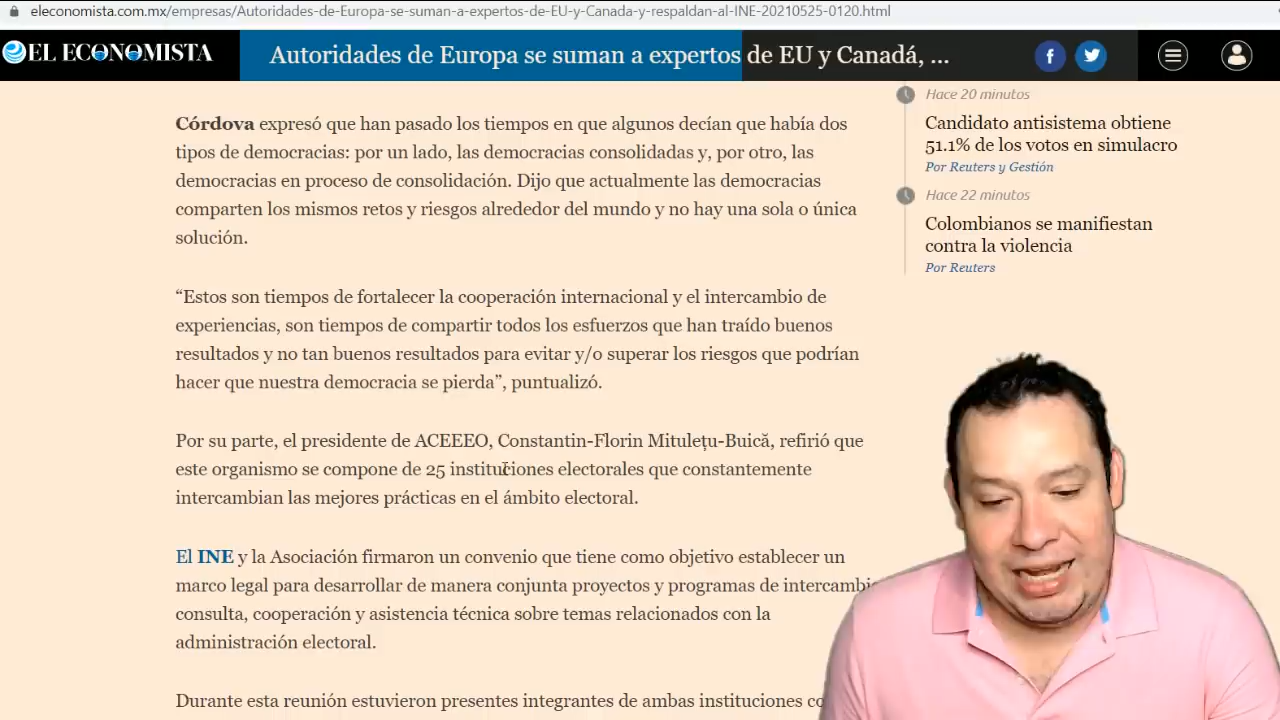 eleconomista.com.mx/empresas/Autoridades-de-Europa-se-suman-a-expertos-de-EU-y-Canada-y-respaldan-al-INE-20210525-0120.html
EL ECONOMISTA
Autoridades de Europa se suman a expertos de EU y Canadá, ...
Córdova expresó que han pasado los tiempos en que algunos decían que había dos
tipos de democracias: por un lado, las democracias consolidadas y, por otro, las
democracias en proceso de consolidación. Dijo que actualmente las democracias
comparten los mismos retos y riesgos alrededor del mundo y no hay una sola o única
solución.
“Estos son tiempos de fortalecer la cooperación internacional y el intercambio de
experiencias, son tiempos de compartir todos los esfuerzos que han traído buenos
resultados y no tan buenos resultados para evitar y/o superar los riesgos que podrían
hacer que nuestra democracia se pierda”, puntualizó.
Por su parte, el presidente de ACEEEO, Constantin-Florin Mitulețu-Buică, refirió que
este organismo se compone de 25 instituciones electorales que constantemente
intercambian las mejores prácticas en el ámbito electoral.
El INE y la Asociación firmaron un convenio que tiene como objetivo establecer un
marco legal para desarrollar de manera conjunta proyectos y programas de
consulta, cooperación y asistencia técnica sobre temas relacionados con la
administración electoral.
Durante esta reunión estuvieron presentes integrantes de ambas instituciones
Hace 20 minutos
Candidato antisistema obtiene
51.1% de los votos en simulacro
Por Reuters y Gestión
Hace 22 minutos
Colombianos se manifiestan
contra la violencia
Por Reuters